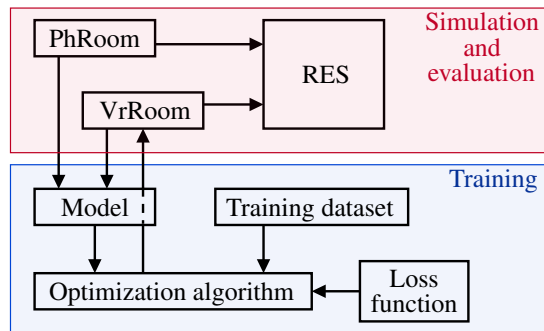 PhRoom
Simulation
and
evaluation
RES
VrRoom
Training
Model
Training dataset
Optimization algorithm
Loss
function